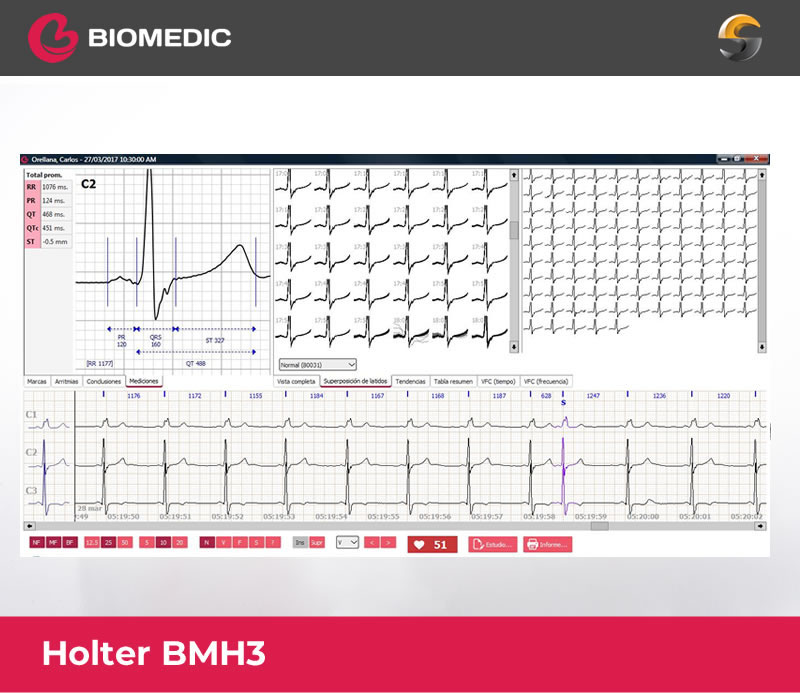 BIOMEDIC
Orellana, Carlos - 27/03/2017 10:30:00 AM
Total prom.
RR 1076 ms.
PR 124 ms.
QT 468 ms.
QTc 451 ms.
ST -0.5 mm
C2
PR 120
QRS 160
ST 327
[RR 1177]
QT 488
Normal (80031)
Marcas Arritmias Conclusiones Mediciones
Vista completa Superposición de latidos Tendencias Tabla resumen VFC (tiempo) VFC (frecuencia)
1176 1172 1155 1184 1167 1168 1187 628 1247 1236 1220
S
C1
C2
C3
28 mar
:49 05:19:50 05:19:51 05:19:52 05:19:53 05:19:54 05:19:55 05:19:56 05:19:57 05:19:58 05:19:59 05:20:00 05:20:01 05:20:02
NF MF BF 12.5 25 50 5 10 20 N V F S ? Ins Supr V < > 51 Estudio... Informe...
Holter BMH3